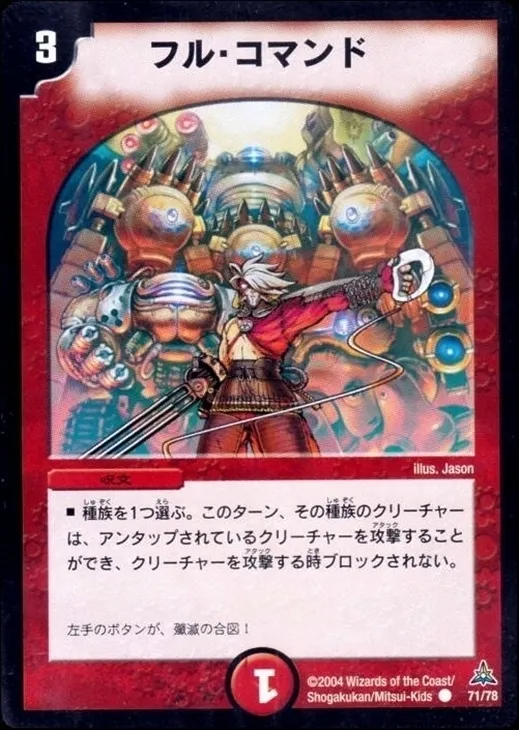 3
フル・コマンド
illus. Jason
呪文
■ 種族を1つ選ぶ。このターン、その種族のクリーチャー
は、アンタップされているクリーチャーを攻撃すること
ができ、クリーチャーを攻撃する時ブロックされない。
左手のボタンが、殲滅の合図!
1
©2004 Wizards of the Coast/
Shogakukan/Mitsui-Kids ● 71/78